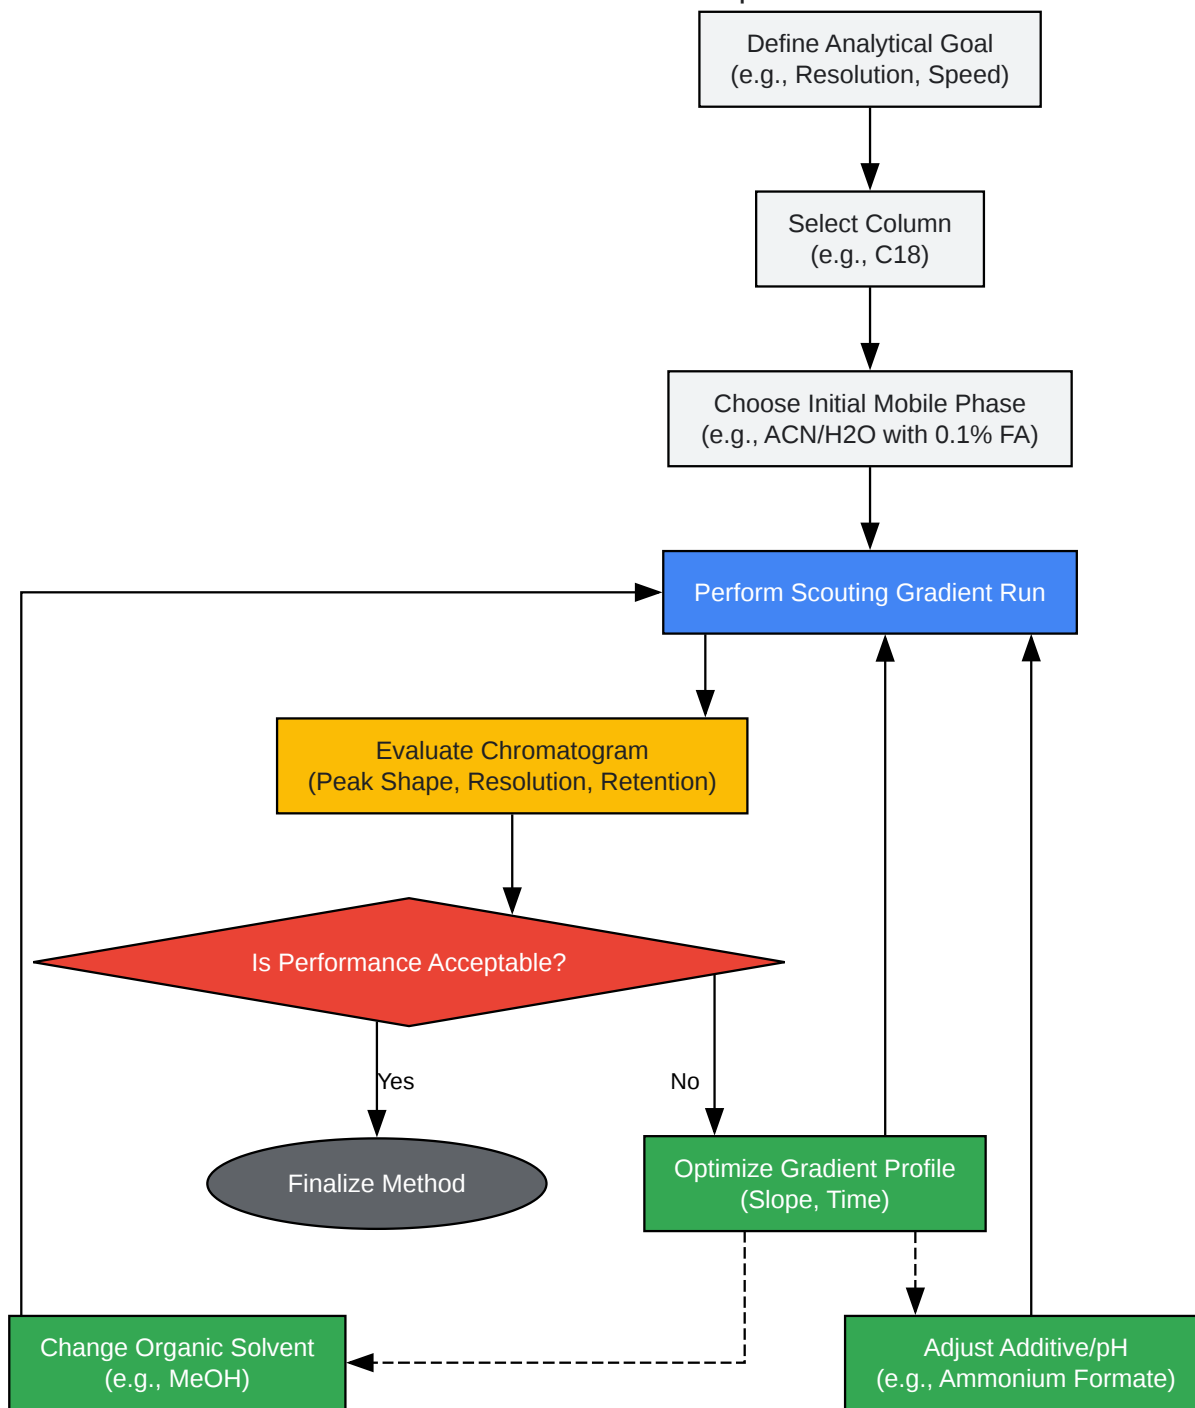 Define Analytical Goal
(e.g., Resolution, Speed)
Select Column
(e.g., C18)
Choose Initial Mobile Phase
(e.g., ACN/H2O with 0.1% FA)
Perform Scouting Gradient Run
Evaluate Chromatogram
(Peak Shape, Resolution, Retention)
Is Performance Acceptable?
Yes
No
Finalize Method
Optimize Gradient Profile
(Slope, Time)
Change Organic Solvent
(e.g., MeOH)
Adjust Additive/pH
(e.g., Ammonium Formate)